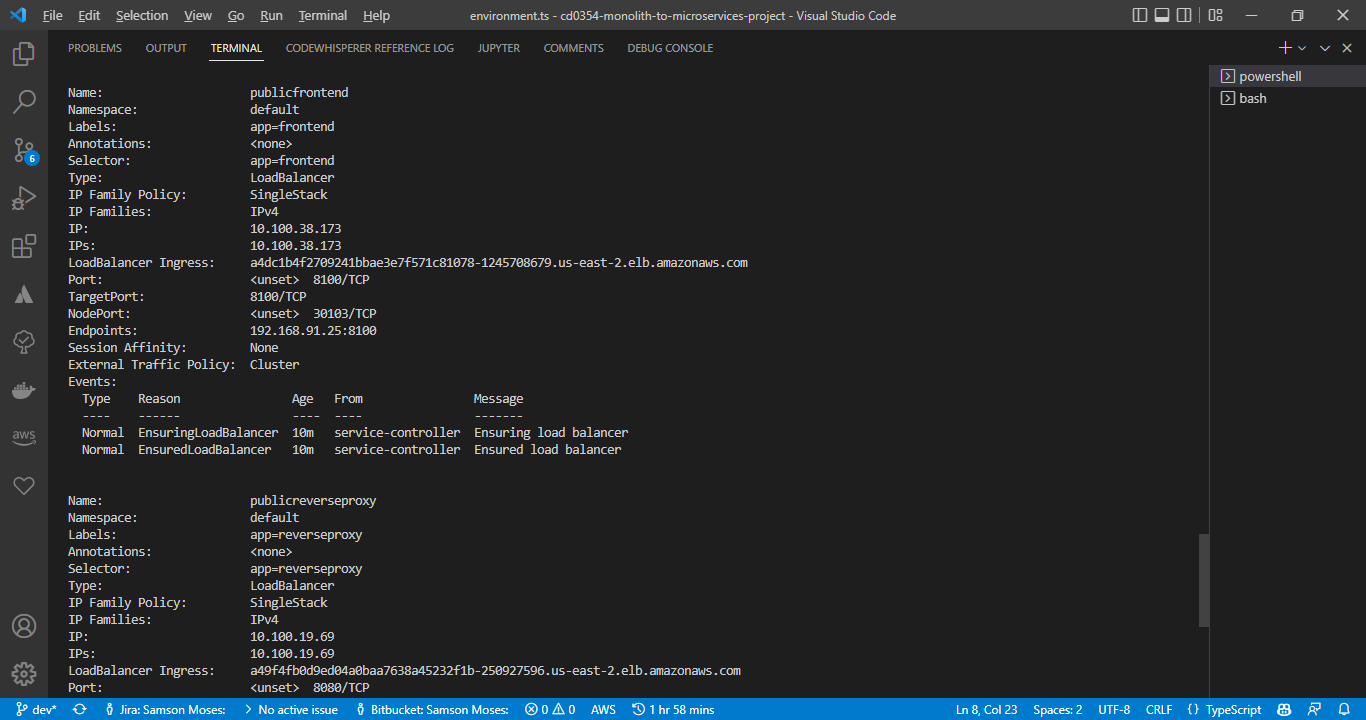 File Edit Selection View Go Run Terminal Help environment.ts - cd0354-monolith-to-microservices-project - Visual Studio Code
PROBLEMS OUTPUT TERMINAL CODEWHISPERER REFERENCE LOG JUPYTER COMMENTS DEBUG CONSOLE
powershell
bash
6
aws
Name: publicfrontend
Namespace: default
Labels: app=frontend
Annotations: <none>
Selector: app=frontend
Type: LoadBalancer
IP Family Policy: SingleStack
IP Families: IPv4
IP: 10.100.38.173
IPs: 10.100.38.173
LoadBalancer Ingress: a4dc1b4f2709241bbae3e7f571c81078-1245708679.us-east-2.elb.amazonaws.com
Port: <unset> 8100/TCP
TargetPort: 8100/TCP
NodePort: <unset> 30103/TCP
Endpoints: 192.168.91.25:8100
Session Affinity: None
External Traffic Policy: Cluster
Events:
Type Reason Age From Message
---- ------ ---- ---- -------
Normal EnsuringLoadBalancer 10m service-controller Ensuring load balancer
Normal EnsuredLoadBalancer 10m service-controller Ensured load balancer
Name: publicreverseproxy
Namespace: default
Labels: app=reverseproxy
Annotations: <none>
Selector: app=reverseproxy
Type: LoadBalancer
IP Family Policy: SingleStack
IP Families: IPv4
IP: 10.100.19.69
IPs: 10.100.19.69
LoadBalancer Ingress: a49f4fb0d9ed04a0baa7638a45232f1b-250927596.us-east-2.elb.amazonaws.com
Port: <unset> 8080/TCP
dev* Jira: Samson Moses: No active issue Bitbucket: Samson Moses: 0 0 AWS 1 hr 58 mins Ln 8, Col 23 Spaces: 2 UTF-8 CRLF {} TypeScript